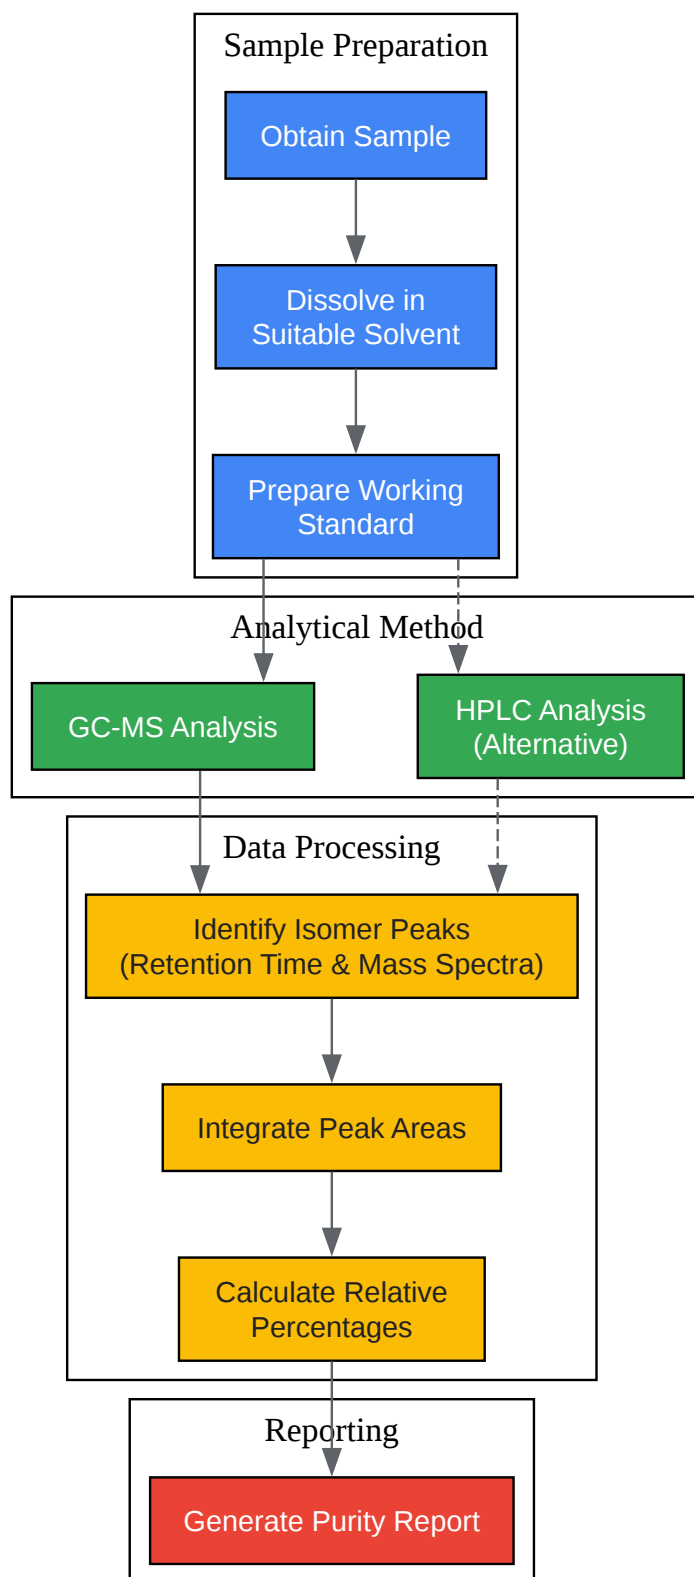 Sample Preparation
Obtain Sample
Dissolve in
Suitable Solvent
Prepare Working
Standard
Analytical Method
GC-MS Analysis
HPLC Analysis
(Alternative)
Data Processing
Identify Isomer Peaks
(Retention Time & Mass Spectra)
Integrate Peak Areas
Calculate Relative
Percentages
Reporting
Generate Purity Report